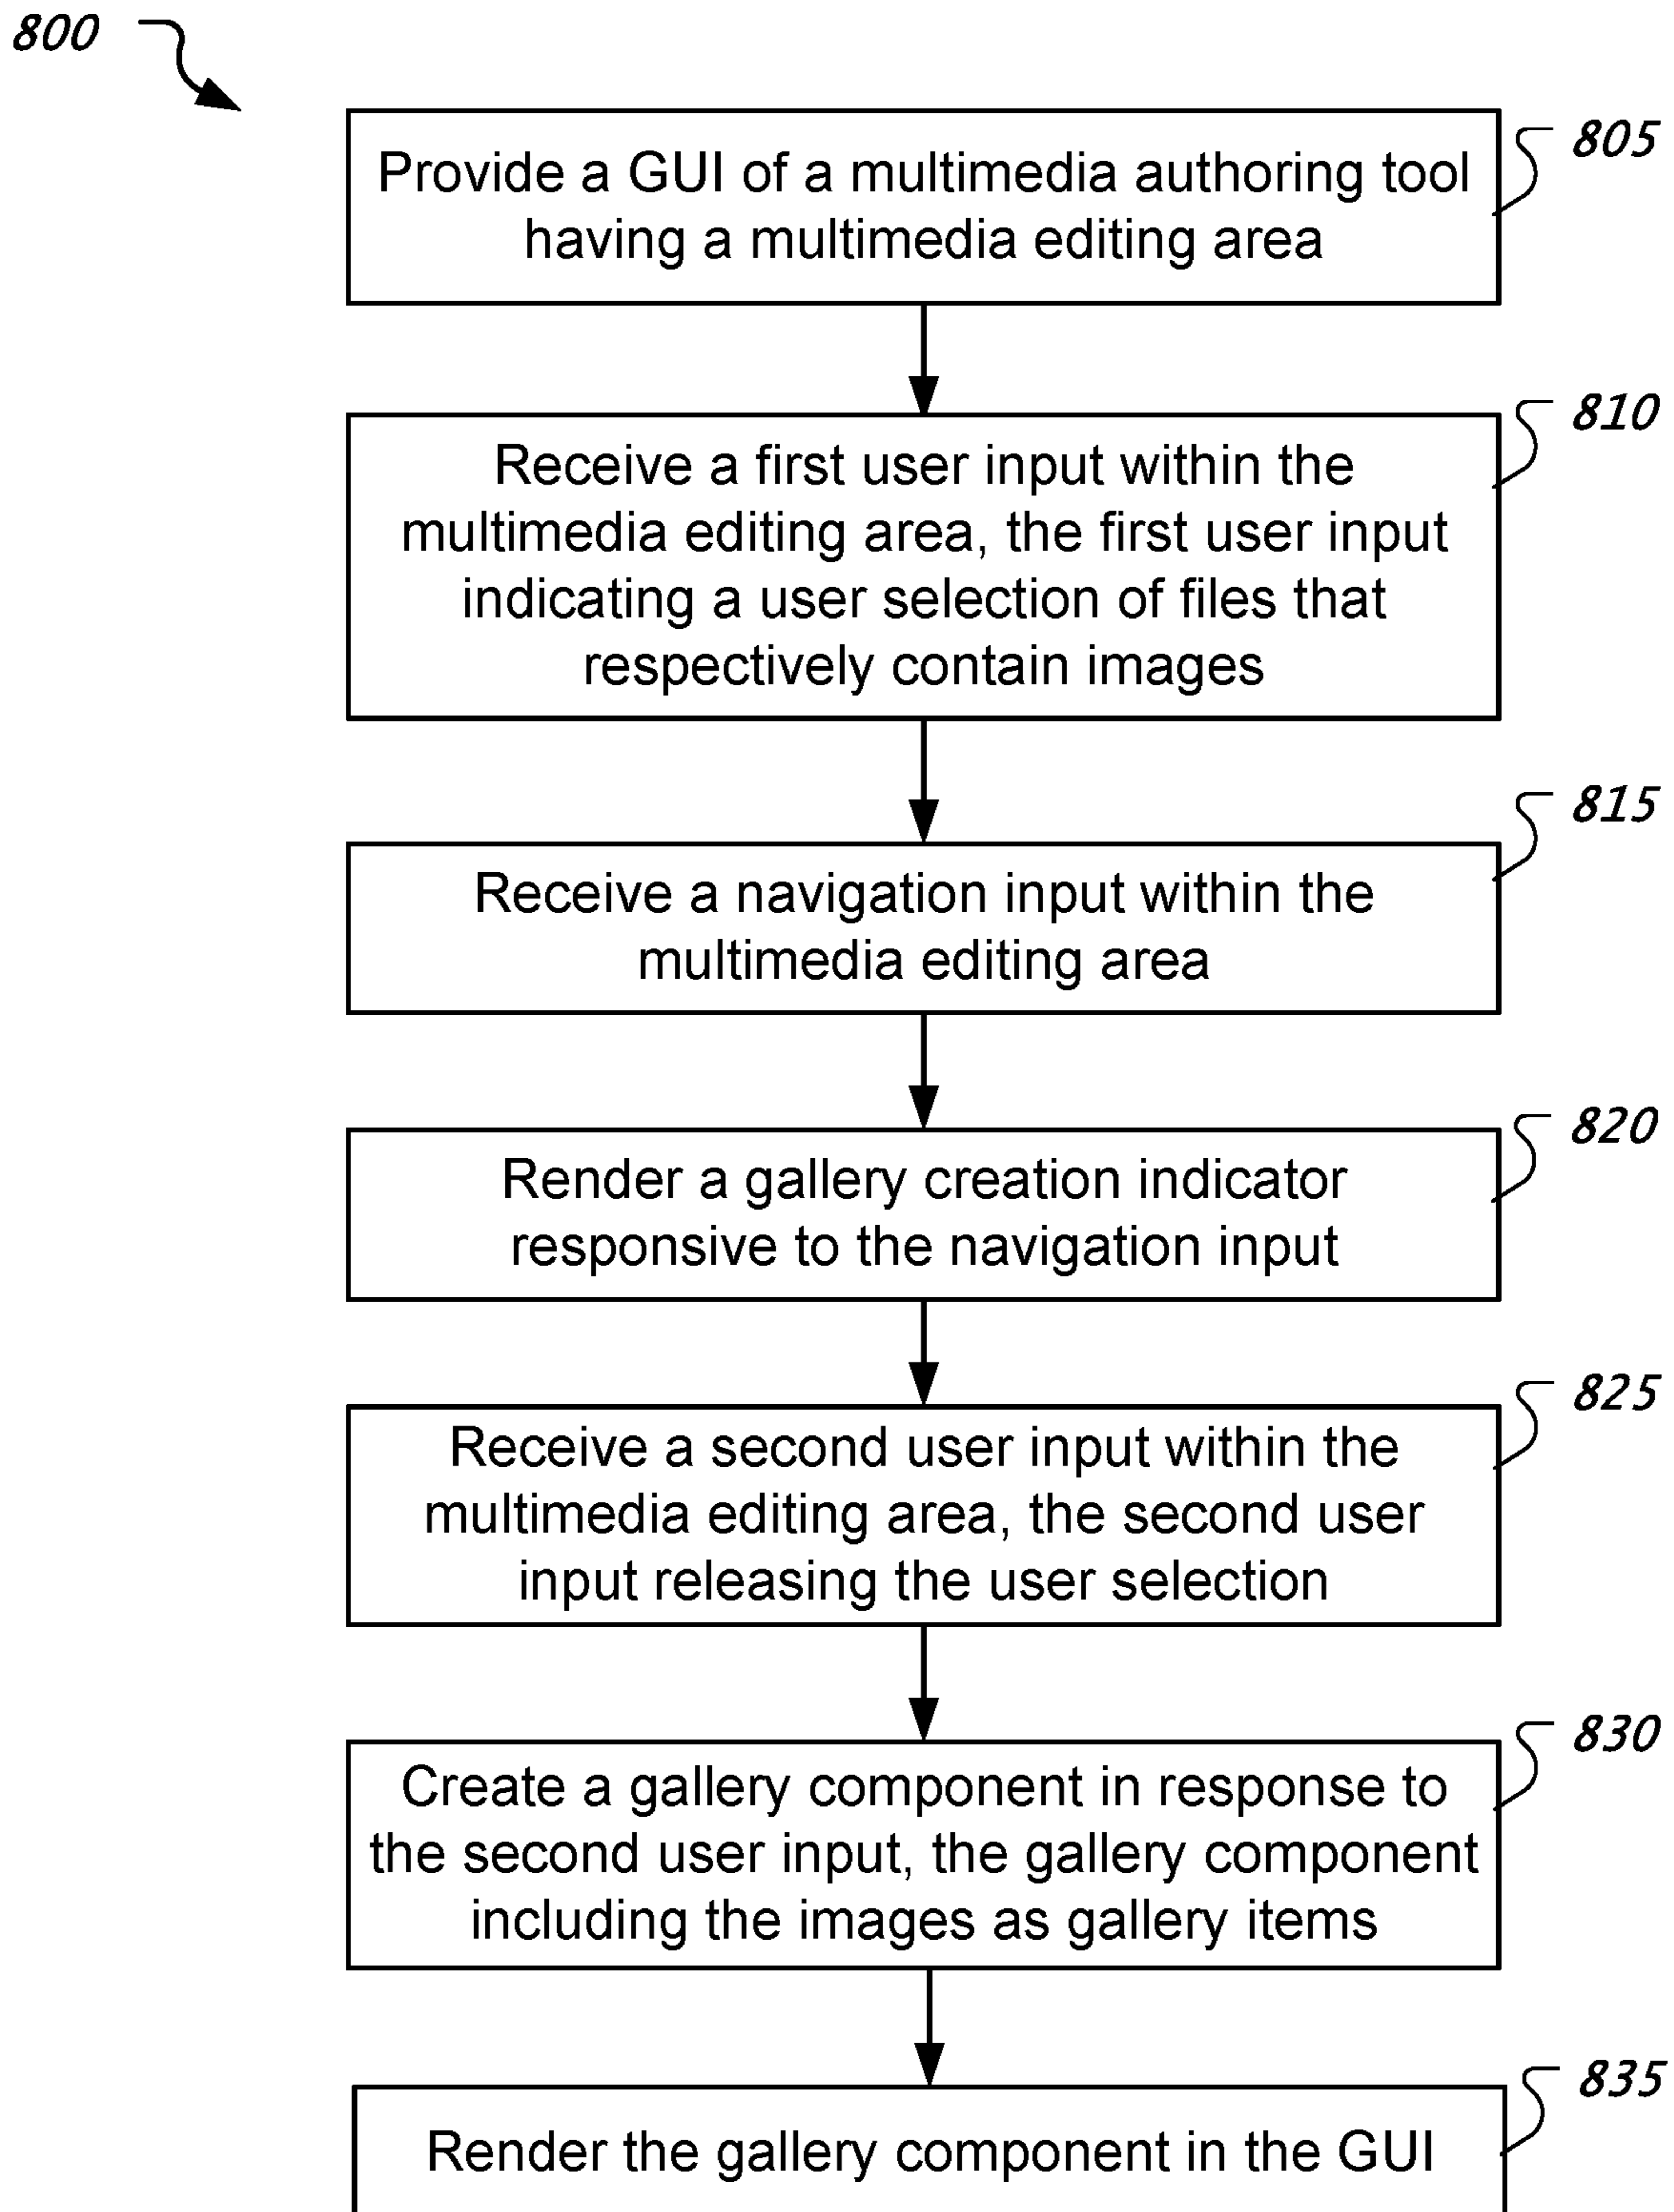 800
805
Provide a GUI of a multimedia authoring tool
having a multimedia editing area
810
Receive a first user input within the
multimedia editing area, the first user input
indicating a user selection of files that
respectively contain images
815
Receive a navigation input within the
multimedia editing area
820
Render a gallery creation indicator
responsive to the navigation input
825
Receive a second user input within the
multimedia editing area, the second user
input releasing the user selection
830
Create a gallery component in response to
the second user input, the gallery component
including the images as gallery items
835
Render the gallery component in the GUI